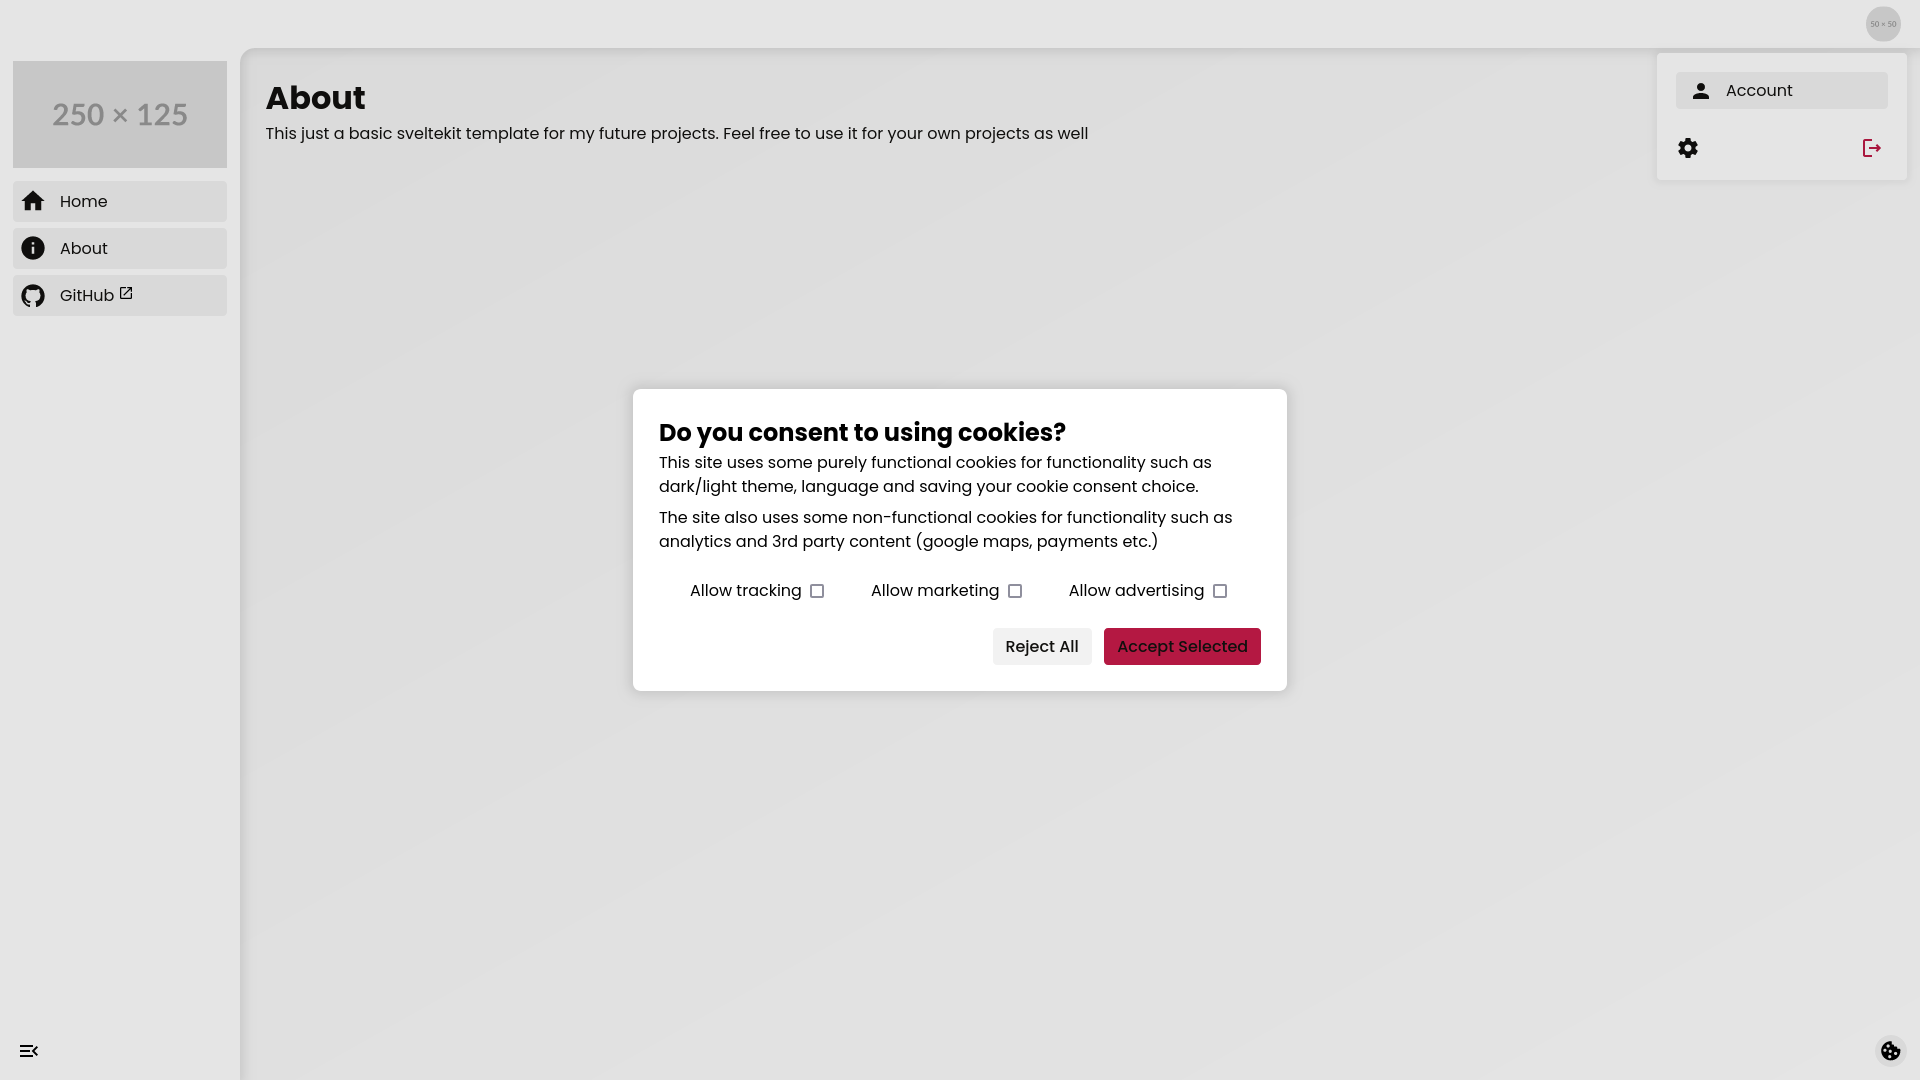 50 × 50
250 × 125
Home
About
GitHub
About
This just a basic sveltekit template for my future projects. Feel free to use it for your own projects as well
Account
Do you consent to using cookies?
This site uses some purely functional cookies for functionality such as
dark/light theme, language and saving your cookie consent choice.
The site also uses some non-functional cookies for functionality such as
analytics and 3rd party content (google maps, payments etc.)
Allow tracking
Allow marketing
Allow advertising
Reject All
Accept Selected